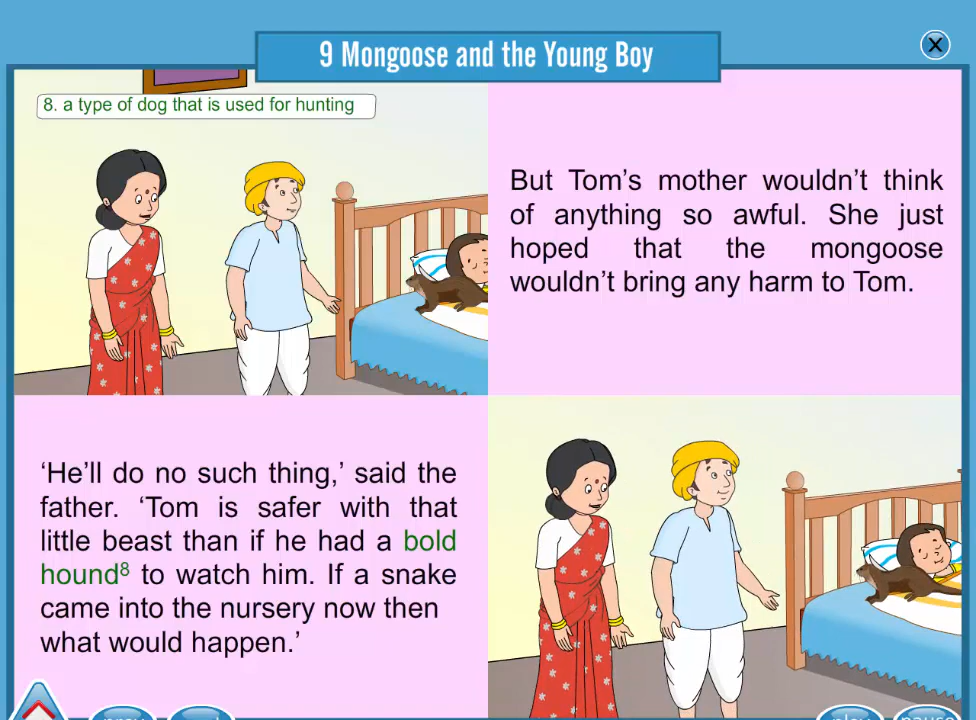 9 Mongoose and the Young Boy
X
8. a type of dog that is used for hunting
But Tom’s mother wouldn’t think
of anything so awful. She just
hoped that the mongoose
wouldn’t bring any harm to Tom.
‘He’ll do no such thing,’ said the
father. ‘Tom is safer with that
little beast than if he had a bold
hound⁸ to watch him. If a snake
came into the nursery now then
what would happen.’